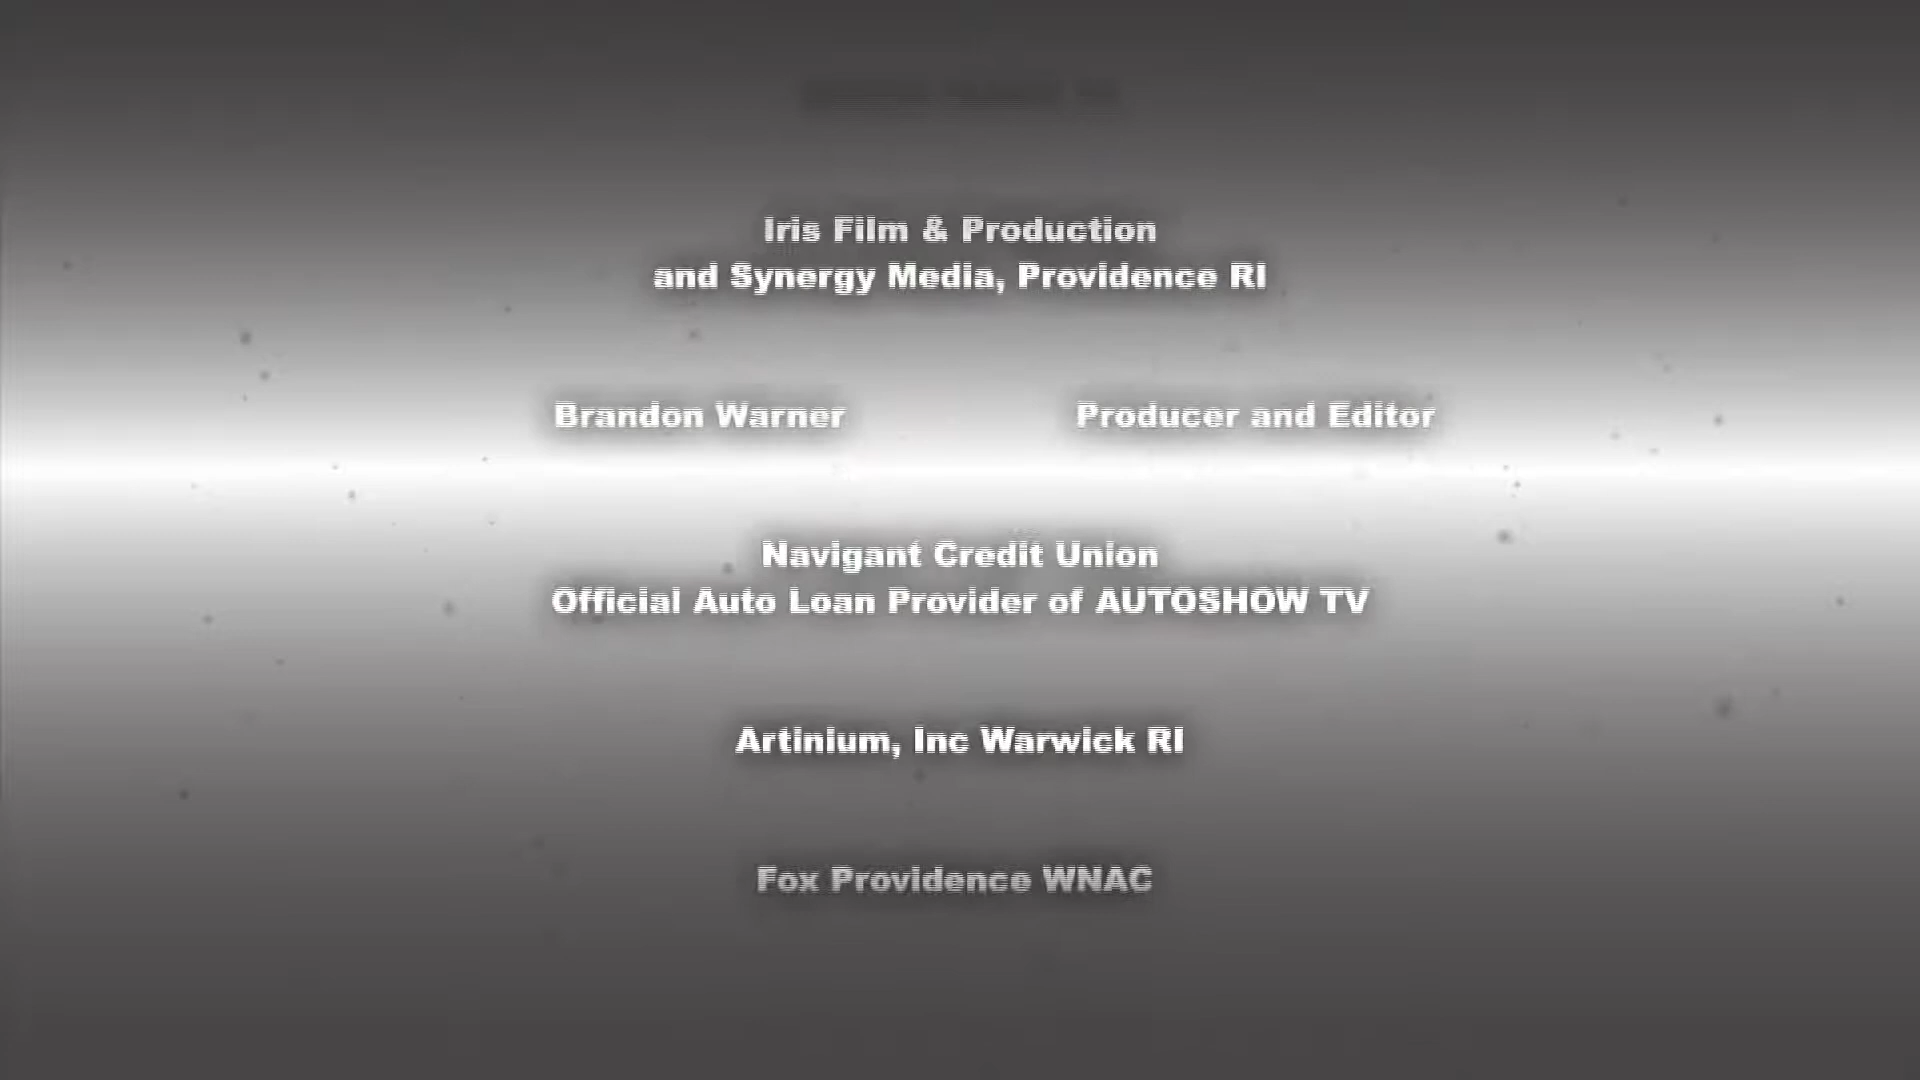 Iris Film & Production
and Synergy Media, Providence RI
Brandon Warner Producer and Editor
Navigant Credit Union
Official Auto Loan Provider of AUTOSHOW TV
Artinium, Inc Warwick RI
Fox Providence WNAC